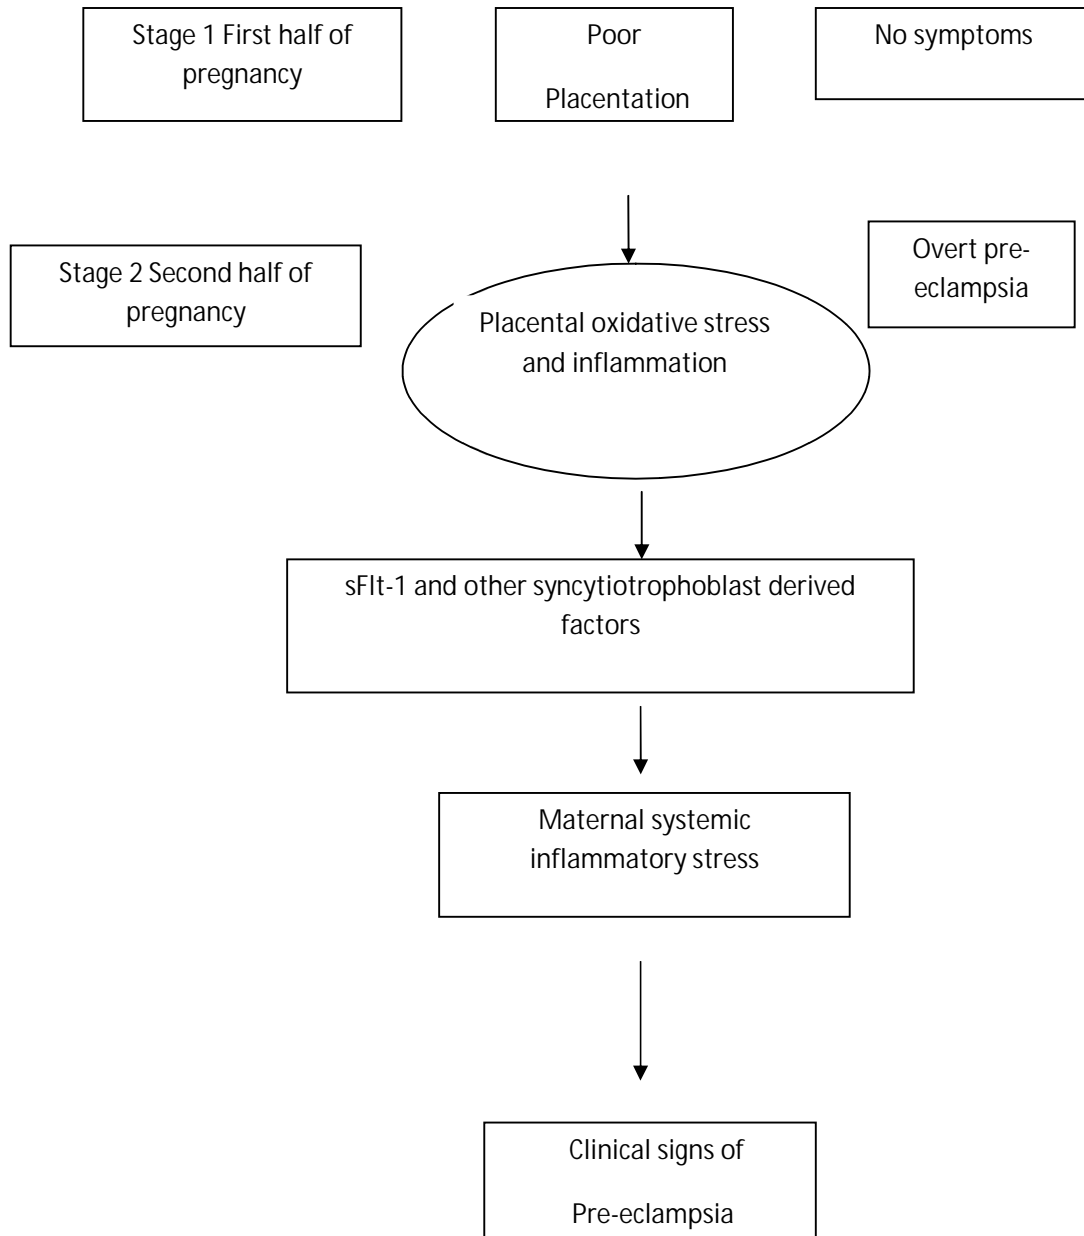 Stage 1 First half of
pregnancy
Poor
Placentation
No symptoms
Stage 2 Second half of
pregnancy
Placental oxidative stress
and inflammation
Overt pre-
eclampsia
sFlt-1 and other syncytiotrophoblast derived
factors
Maternal systemic
inflammatory stress
Clinical signs of
Pre-eclampsia